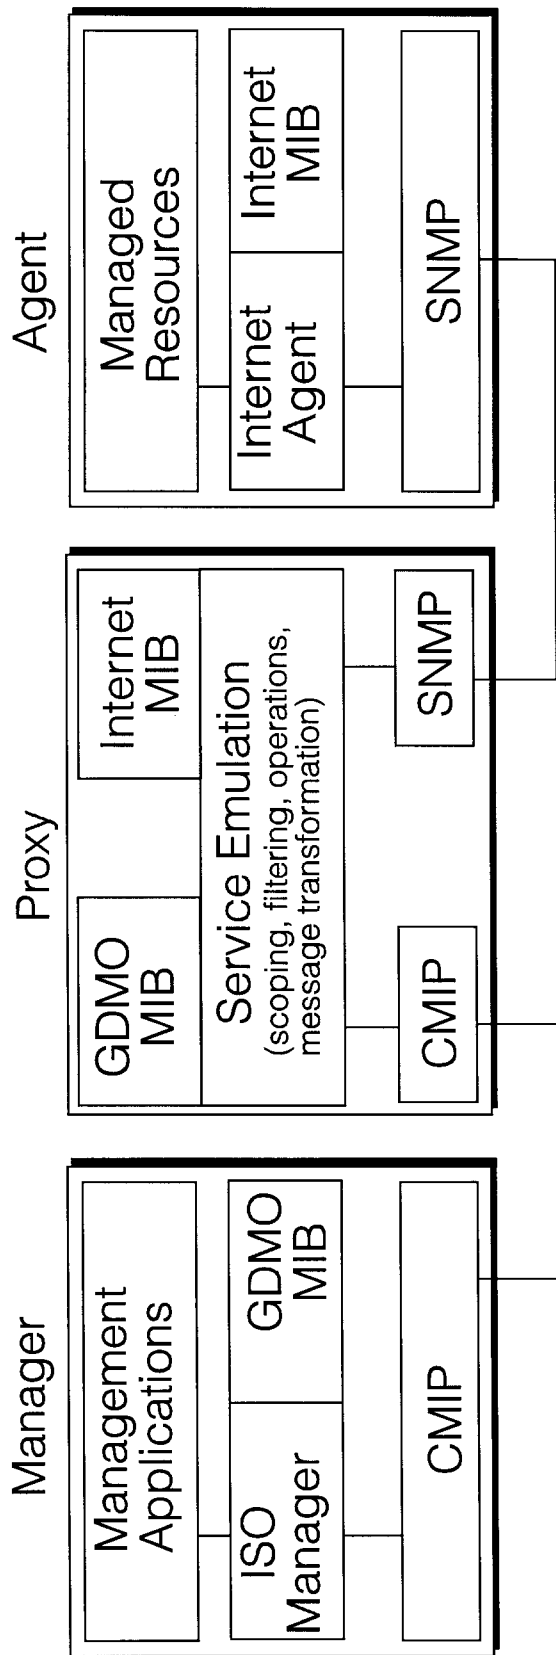 Manager
Management
Applications
ISO
Manager
GDMO
MIB
CMIP
Proxy
GDMO
MIB
Internet
MIB
Service Emulation
(scoping, filtering, operations,
message transformation)
CMIP
SNMP
Agent
Managed
Resources
Internet
Agent
Internet
MIB
SNMP